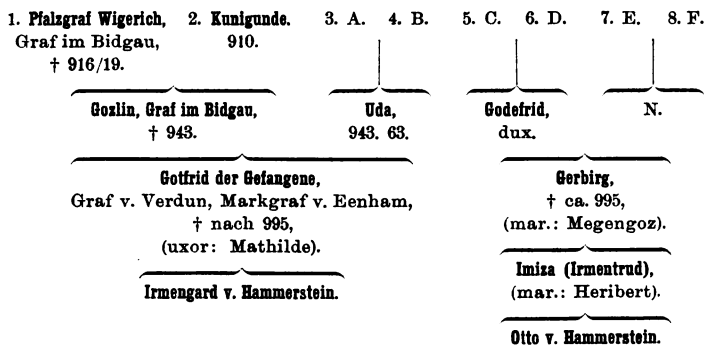 1. Pfalzgraf Wigerich, 2. Kunigunde. 3. A. 4. B. 5. C. 6. D. 7. E. 8. F.
Graf im Bidgau, 910.
† 916/19.
Gozlin, Graf im Bidgau, Uda, Godefrid, N.
† 943. 943. 63. dux.
Gotfrid der Gefangene, Gerbirg,
Graf v. Verdun, Markgraf v. Eenham, † ca. 995,
† nach 995, (mar.: Megengoz).
(uxor: Mathilde).
Imiza (Irmentrud),
Irmengard v. Hammerstein. (mar.: Heribert).
Otto v. Hammerstein.